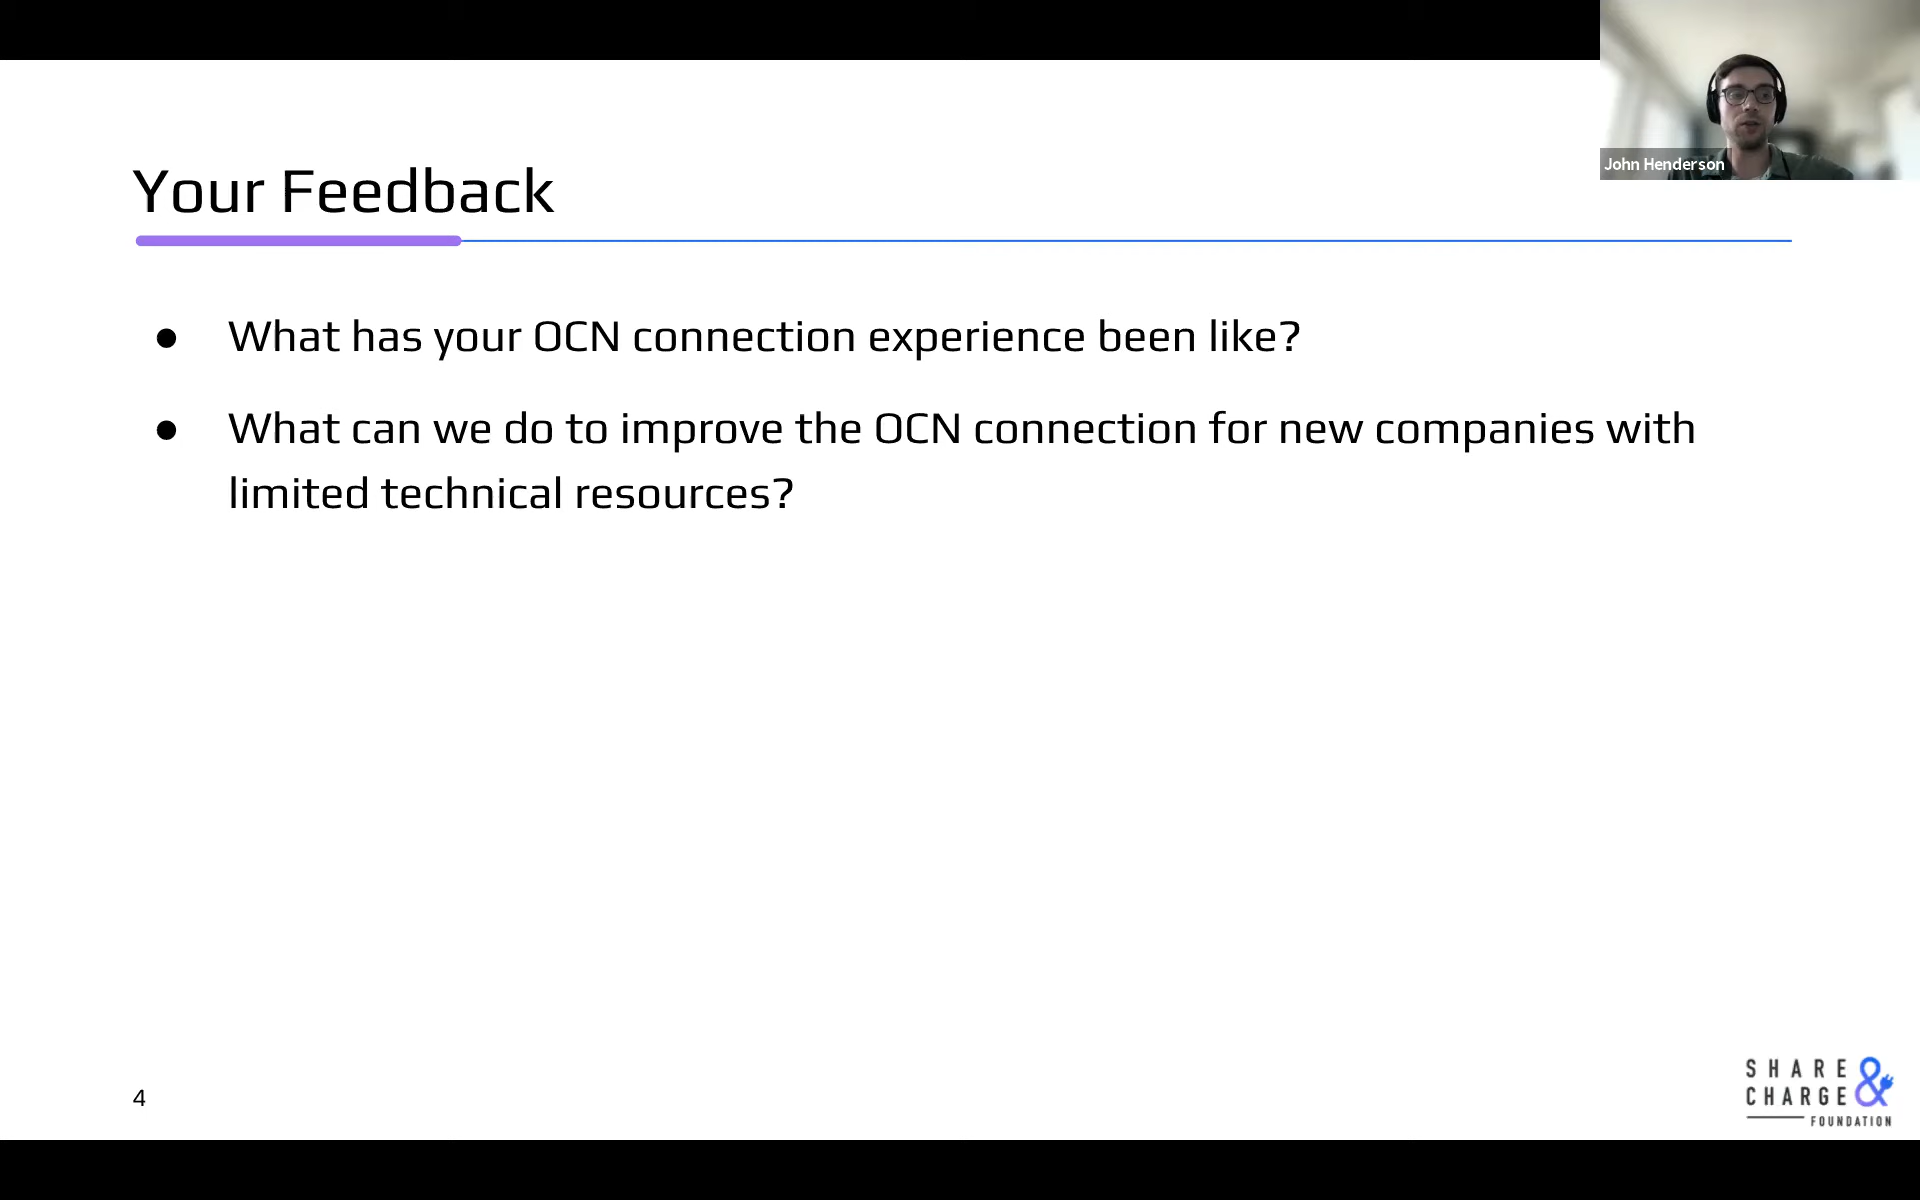 John Henderson
Your Feedback
● What has your OCN connection experience been like?
● What can we do to improve the OCN connection for new companies with
limited technical resources?
4
SHARE &
CHARGE
FOUNDATION